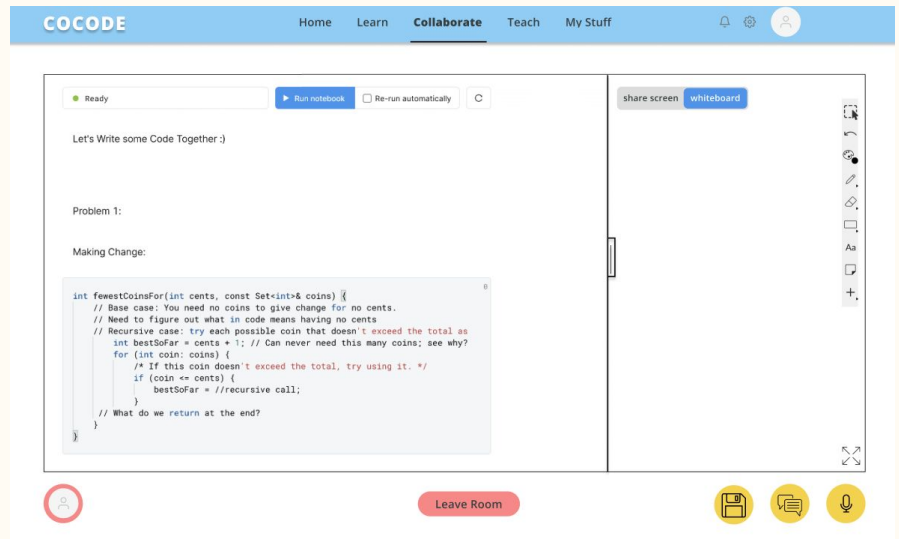 COCODE
Home Learn Collaborate Teach My Stuff
Ready
Run notebook
Re-run automatically
share screen whiteboard
Let's Write some Code Together :)
Problem 1:
Making Change:
int fewestCoinsFor(int cents, const Set<int>& coins) {
// Base case: You need no coins to give change for no cents.
// Need to figure out what in code means having no cents
// Recursive case: try each possible coin that doesn't exceed the total as
int bestSoFar = cents + 1; // Can never need this many coins; see why?
for (int coin: coins) {
/* If this coin doesn't exceed the total, try using it. */
if (coin <= cents) {
bestSoFar = //recursive call;
}
// What do we return at the end?
}
}
Aa
Leave Room